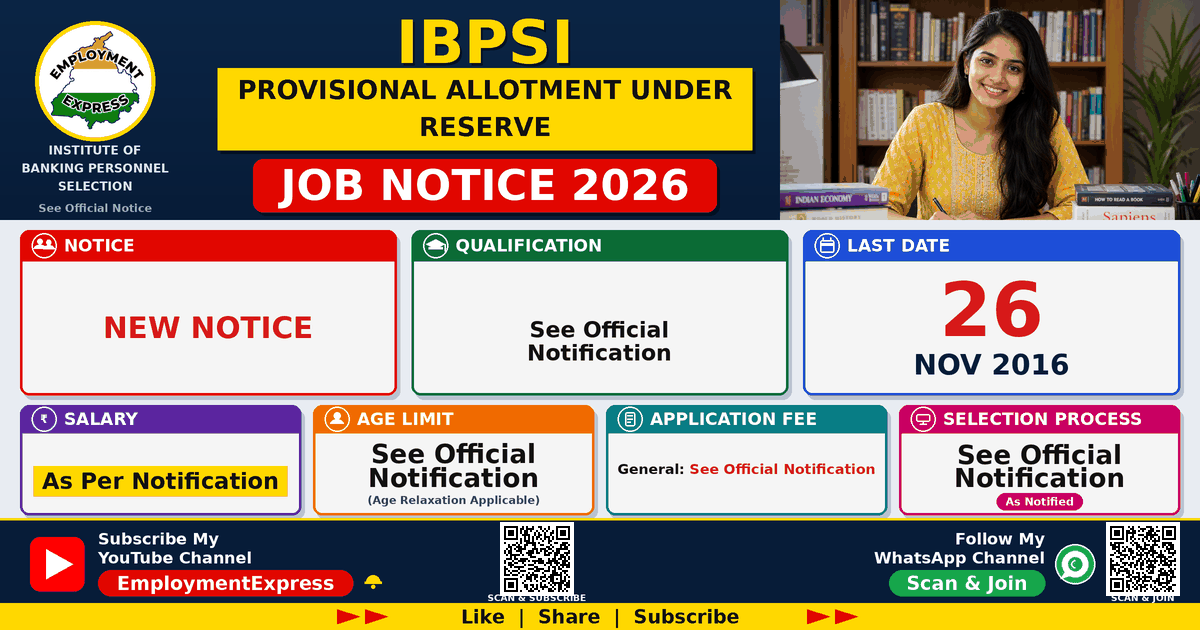 EMPLOYMENT
EXPRESS
INSTITUTE OF
BANKING PERSONNEL
SELECTION
See Official Notice
IBPSI
PROVISIONAL ALLOTMENT UNDER
RESERVE
JOB NOTICE 2026
INDIAN ECONOMY
WORLD HISTORY
HOW TO READ A BOOK
Sapiens
NOTICE
NEW NOTICE
QUALIFICATION
See Official
Notification
LAST DATE
26
NOV 2016
₹ SALARY
As Per Notification
AGE LIMIT
See Official
Notification
(Age Relaxation Applicable)
APPLICATION FEE
General: See Official Notification
SELECTION PROCESS
See Official
Notification
As Notified
Subscribe My
YouTube Channel
EmploymentExpress
SCAN & SUBSCRIBE
Follow My
WhatsApp Channel
Scan & Join
SCAN & JOIN
Like | Share | Subscribe